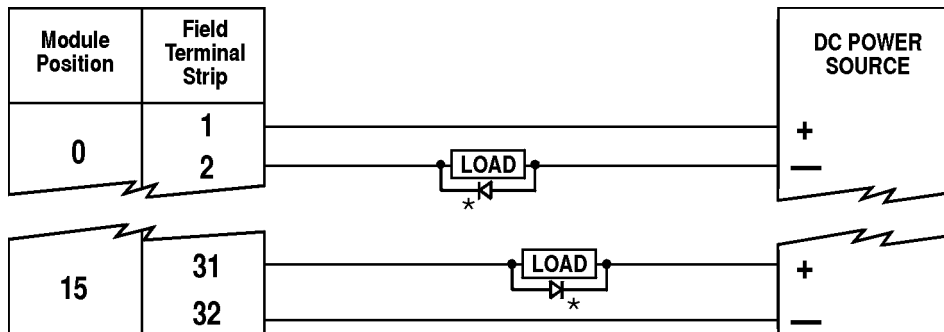 Module Position
Field Terminal Strip
DC POWER SOURCE
0
1
+
2
LOAD
—
*
15
31
LOAD
+
*
32
—